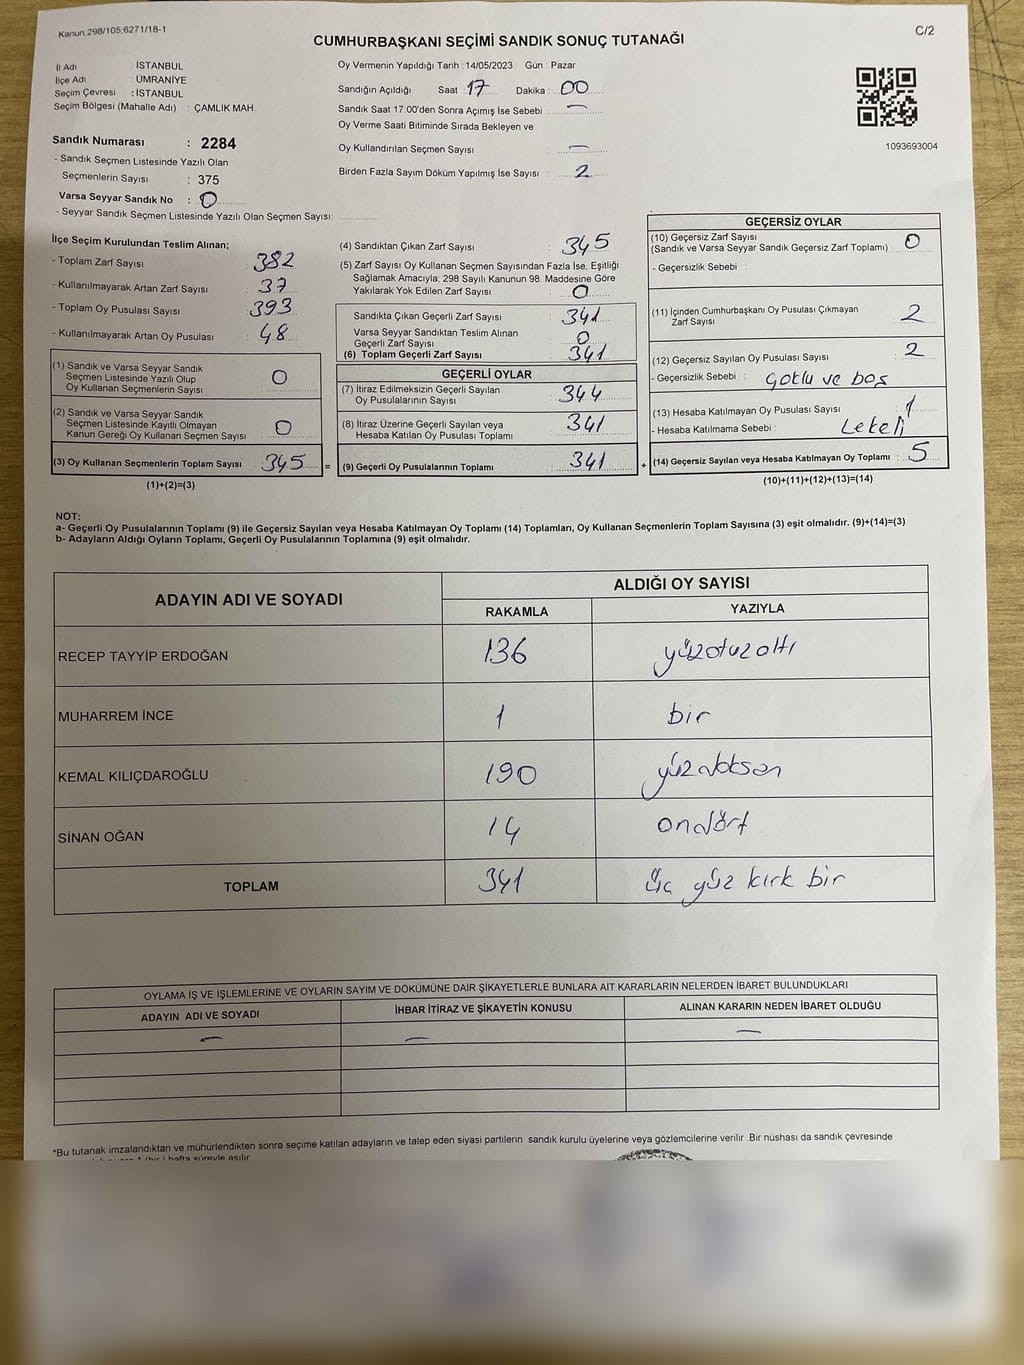 Kanun; 298/105;6271/18-1
C/2
CUMHURBAŞKANI SEÇİMİ SANDIK SONUÇ TUTANAĞI
İl Adı : İSTANBUL
İlçe Adı : ÜMRANİYE
Seçim Çevresi : İSTANBUL
Seçim Bölgesi (Mahalle Adı) : ÇAMLIK MAH.
Sandık Numarası : 2284
- Sandık Seçmen Listesinde Yazılı Olan
Seçmenlerin Sayısı : 375
Varsa Seyyar Sandık No : 0
- Seyyar Sandık Seçmen Listesinde Yazılı Olan Seçmen Sayısı:
Oy Vermenin Yapıldığı Tarih : 14/05/2023 Gün : Pazar
Sandığın Açıldığı Saat : 17 Dakika : 00
Sandık Saat 17:00'den Sonra Açımış İse Sebebi : —
Oy Verme Saati Bitiminde Sırada Bekleyen ve
Oy Kullandırılan Seçmen Sayısı : —
Birden Fazla Sayım Döküm Yapılmış İse Sayısı : 2
1093693004
İlçe Seçim Kurulundan Teslim Alınan;
- Toplam Zarf Sayısı : 382
- Kullanılmayarak Artan Zarf Sayısı : 37
- Toplam Oy Pusulası Sayısı : 393
- Kullanılmayarak Artan Oy Pusulası : 48
(1) Sandık ve Varsa Seyyar Sandık
Seçmen Listesinde Yazılı Olup
Oy Kullanan Seçmenlerin Sayısı : 0
(2) Sandık ve Varsa Seyyar Sandık
Seçmen Listesinde Kayıtlı Olmayan
Kanun Gereği Oy Kullanan Seçmen Sayısı : 0
(3) Oy Kullanan Seçmenlerin Toplam Sayısı : 345 =
(1)+(2)=(3)
(4) Sandıktan Çıkan Zarf Sayısı : 345
(5) Zarf Sayısı Oy Kullanan Seçmen Sayısından Fazla İse, Eşitliği
Sağlamak Amacıyla; 298 Sayılı Kanunun 98. Maddesine Göre
Yakılarak Yok Edilen Zarf Sayısı : 0
Sandıkta Çıkan Geçerli Zarf Sayısı : 341
Varsa Seyyar Sandıktan Teslim Alınan
Geçerli Zarf Sayısı : 0
(6) Toplam Geçerli Zarf Sayısı : 341
GEÇERLİ OYLAR
(7) İtiraz Edilmeksizin Geçerli Sayılan
Oy Pusulalarının Sayısı : 344
(8) İtiraz Üzerine Geçerli Sayılan veya
Hesaba Katılan Oy Pusulası Toplamı : 341
(9) Geçerli Oy Pusulalarının Toplamı : 341 +
GEÇERSİZ OYLAR
(10) Geçersiz Zarf Sayısı
(Sandık ve Varsa Seyyar Sandık Geçersiz Zarf Toplamı) : 0
- Geçersizlik Sebebi :
(11) İçinden Cumhurbaşkanı Oy Pusulası Çıkmayan
Zarf Sayısı : 2
(12) Geçersiz Sayılan Oy Pusulası Sayısı : 2
- Geçersizlik Sebebi : Çoklu ve boş
(13) Hesaba Katılmayan Oy Pusulası Sayısı : 1
- Hesaba Katılmama Sebebi : Lekeli
(14) Geçersiz Sayılan veya Hesaba Katılmayan Oy Toplamı : 5
(10)+(11)+(12)+(13)=(14)
NOT:
a- Geçerli Oy Pusulalarının Toplamı (9) ile Geçersiz Sayılan veya Hesaba Katılmayan Oy Toplamı (14) Toplamları, Oy Kullanan Seçmenlerin Toplam Sayısına (3) eşit olmalıdır. (9)+(14)=(3)
b- Adayların Aldığı Oyların Toplamı, Geçerli Oy Pusulalarının Toplamına (9) eşit olmalıdır.
ADAYIN ADI VE SOYADI
ALDIĞI OY SAYISI
RAKAMLA YAZIYLA
RECEP TAYYİP ERDOĞAN 136 yüzotuzaltı
MUHARREM İNCE 1 bir
KEMAL KILIÇDAROĞLU 190 yüzdoksan
SİNAN OĞAN 14 ondört
TOPLAM 341 üç yüz kırk bir
OYLAMA İŞ VE İŞLEMLERİNE VE OYLARIN SAYIM VE DÖKÜMÜNE DAİR ŞİKAYETLERLE BUNLARA AİT KARARLARIN NELERDEN İBARET BULUNDUKLARI
ADAYIN ADI VE SOYADI İHBAR İTİRAZ VE ŞİKAYETİN KONUSU ALINAN KARARIN NEDEN İBARET OLDUĞU
— — —
*Bu tutanak imzalandıktan ve mühürlendikten sonra seçime katılan adayların ve talep eden siyasi partilerin sandık kurulu üyelerine veya gözlemcilerine verilir .Bir nüshası da sandık çevresinde
1 (bir ) hafta süreyle asılır